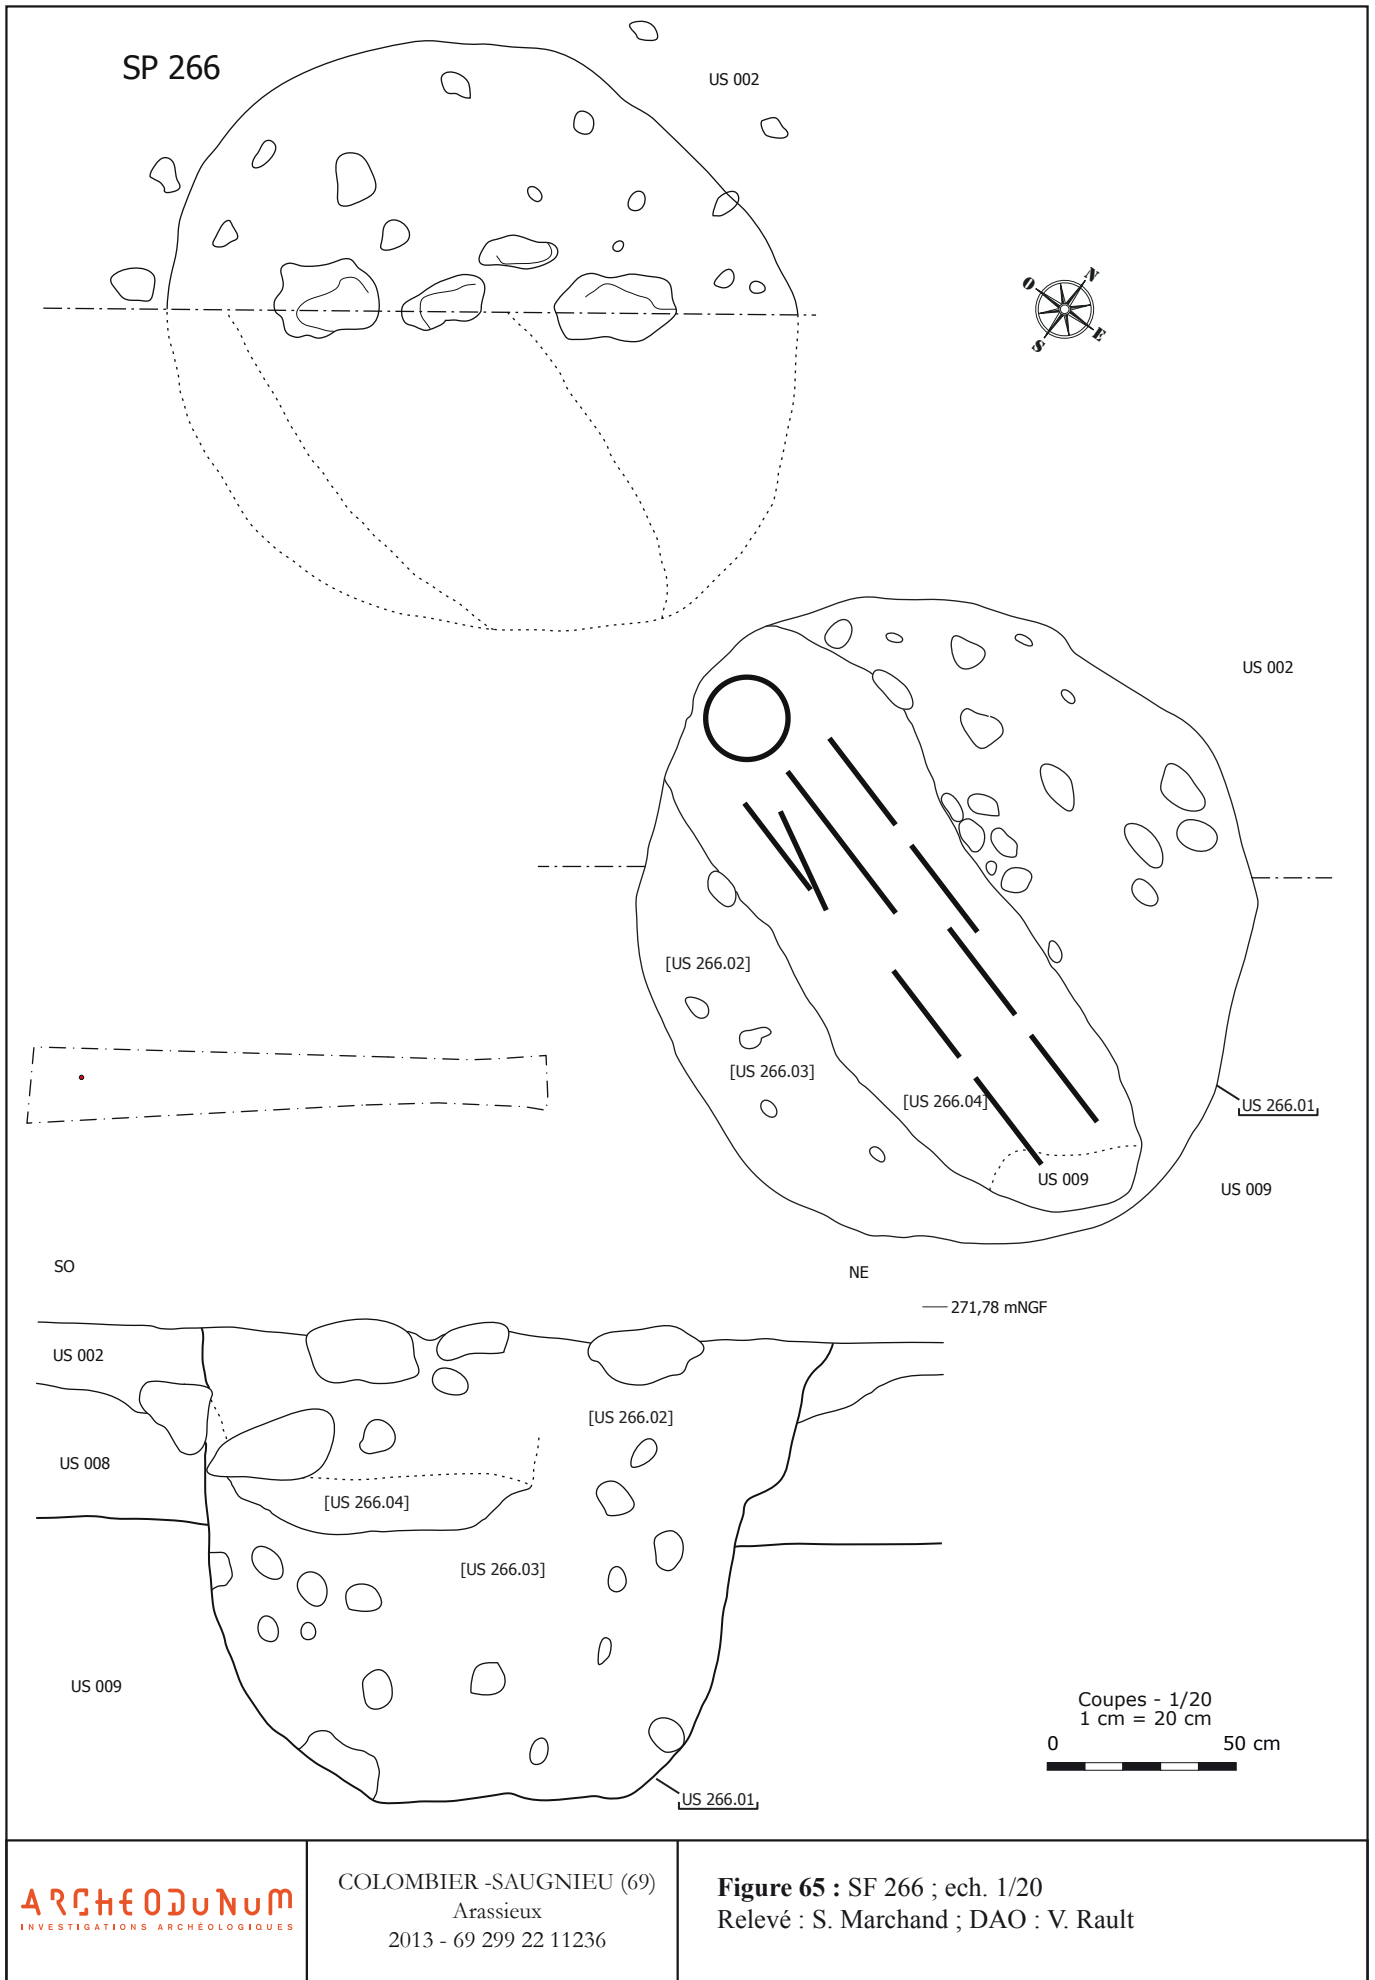 SP 266
US 002
N
O
E
S
US 002
[US 266.02]
[US 266.03]
[US 266.04]
US 266.01
US 009
US 009
SO
NE
271,78 mNGF
US 002
[US 266.02]
US 008
[US 266.04]
[US 266.03]
US 009
Coupes - 1/20
1 cm = 20 cm
0 50 cm
US 266.01
ARCHEODUNUM
INVESTIGATIONS ARCHÉOLOGIQUES
COLOMBIER -SAUGNIEU (69)
Arassieux
2013 - 69 299 22 11236
Figure 65 : SF 266 ; ech. 1/20
Relevé : S. Marchand ; DAO : V. Rault